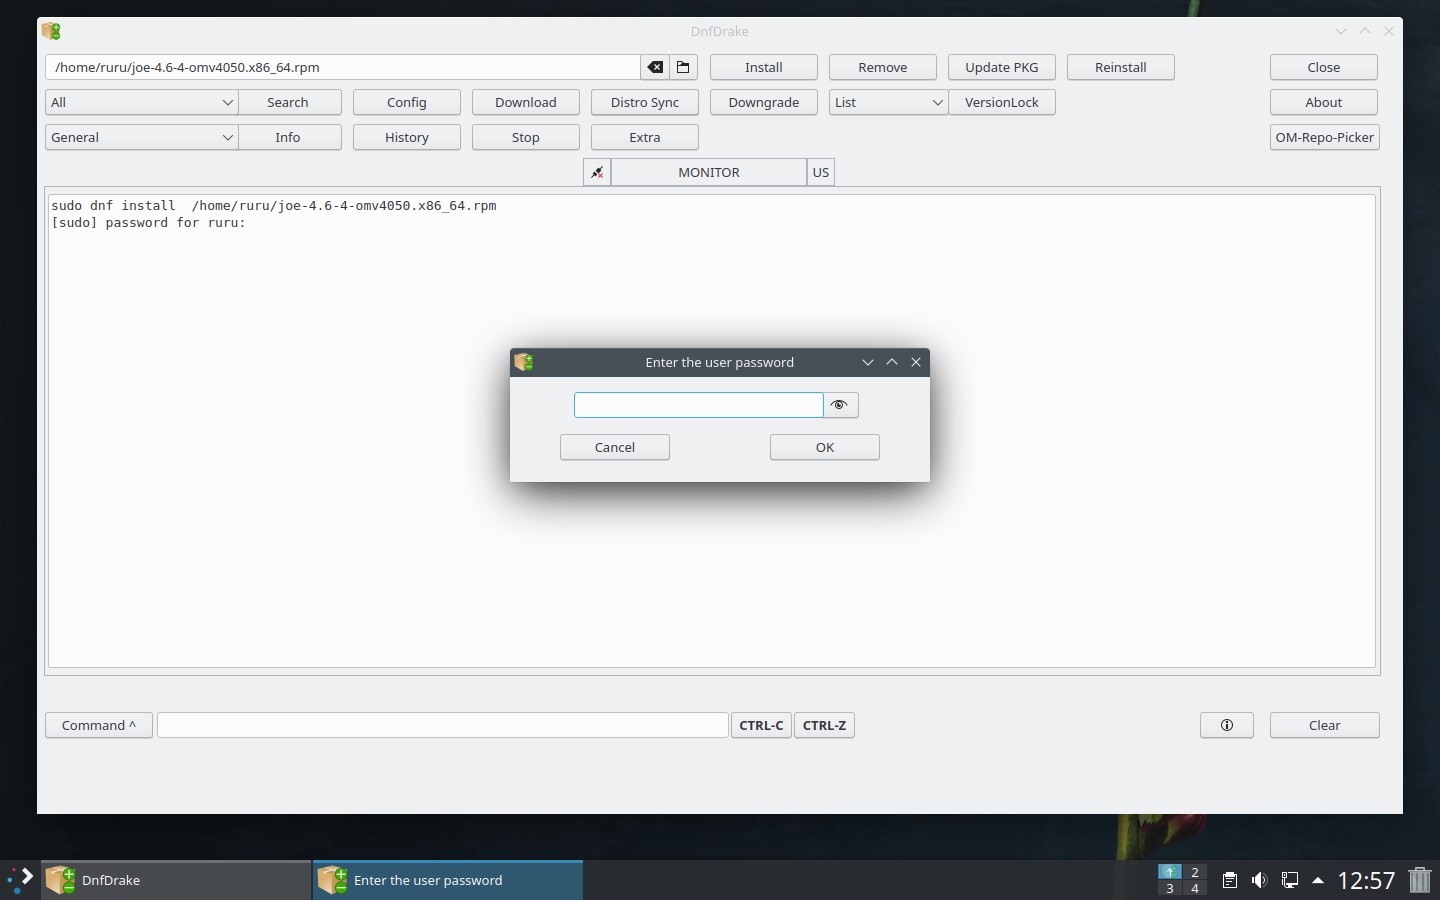 DnfDrake
/home/ruru/joe-4.6-4-omv4050.x86_64.rpm
Install
Remove
Update PKG
Reinstall
Close
All
Search
Config
Download
Distro Sync
Downgrade
List
VersionLock
About
General
Info
History
Stop
Extra
OM-Repo-Picker
MONITOR
US
sudo dnf install  /home/ruru/joe-4.6-4-omv4050.x86_64.rpm
[sudo] password for ruru:
Enter the user password
Cancel
OK
Command ^
CTRL-C
CTRL-Z
Clear
DnfDrake
Enter the user password
1 2
3 4
12:57